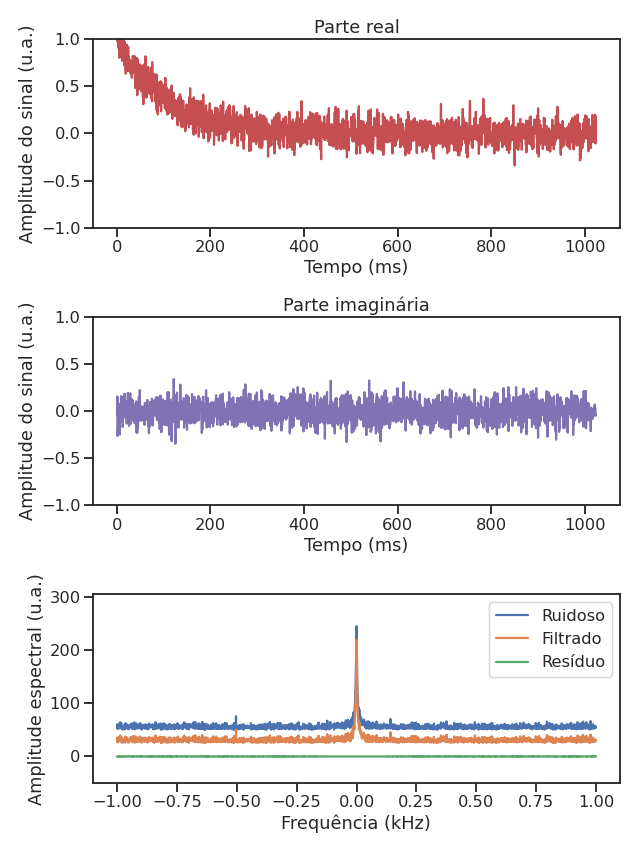 Parte real
Amplitude do sinal (u.a.)
1.0
0.5
0.0
−0.5
−1.0
0 200 400 600 800 1000
Tempo (ms)
Parte imaginária
Amplitude do sinal (u.a.)
1.0
0.5
0.0
−0.5
−1.0
0 200 400 600 800 1000
Tempo (ms)
Amplitude espectral (u.a.)
300
200
100
0
Ruidoso
Filtrado
Resíduo
−1.00 −0.75 −0.50 −0.25 0.00 0.25 0.50 0.75 1.00
Frequência (kHz)